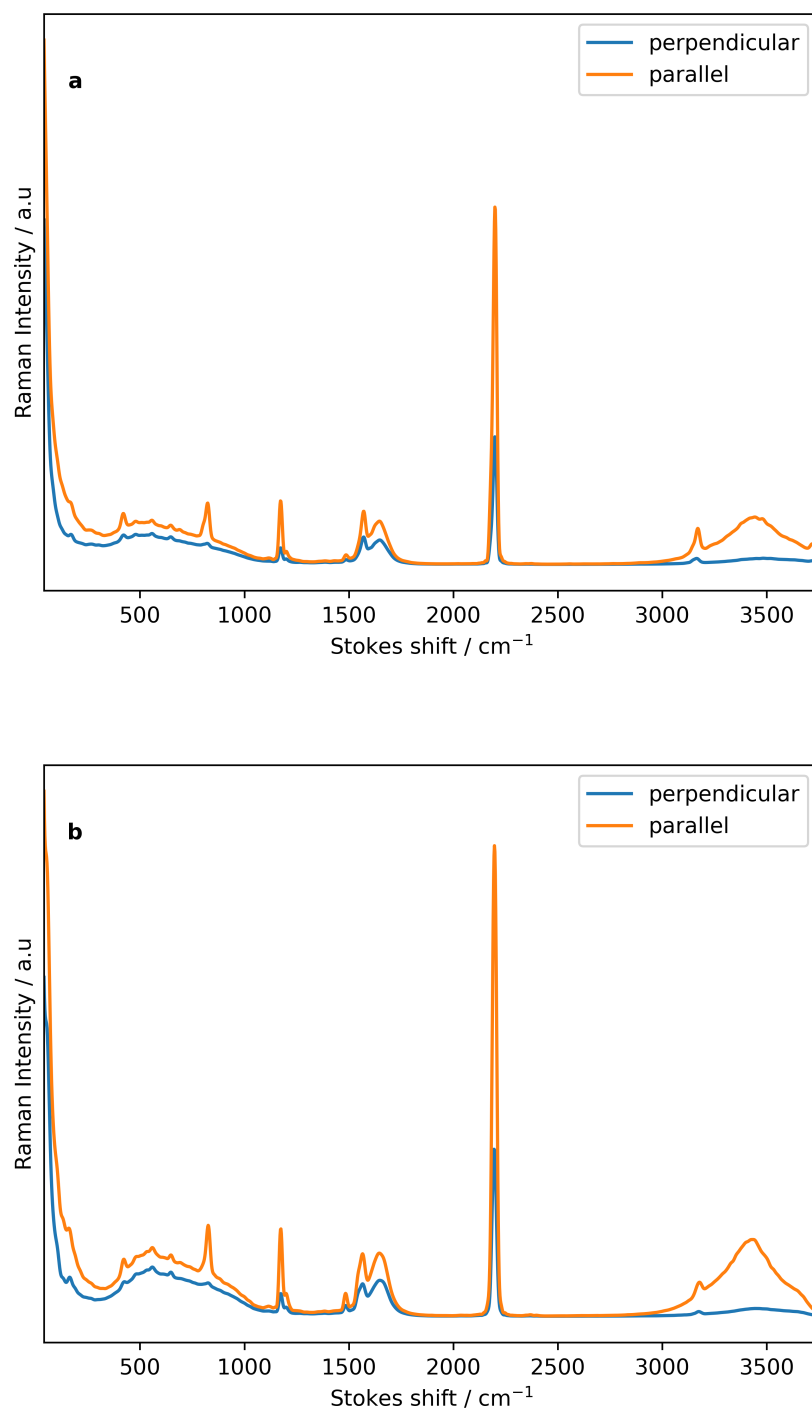 perpendicular
parallel
a
Raman Intensity / a.u
500 1000 1500 2000 2500 3000 3500
Stokes shift / cm⁻¹
perpendicular
parallel
b
Raman Intensity / a.u
500 1000 1500 2000 2500 3000 3500
Stokes shift / cm⁻¹